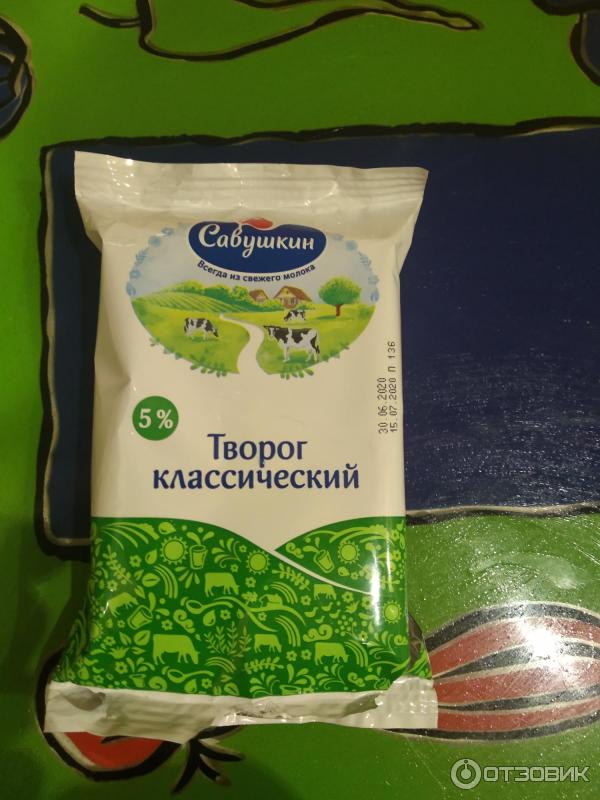 Савушкин
Всегда из свежего молока
5%
30 06.2020
15.07.2020 П 136
Творог
классический
ОТЗОВИК